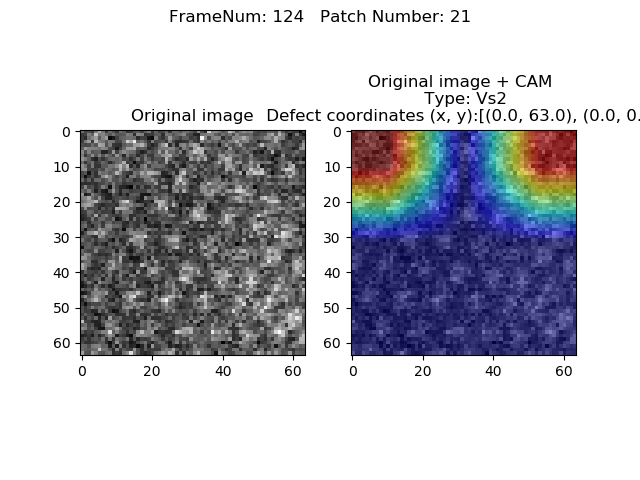 FrameNum: 124   Patch Number: 21
Original image + CAM
Type: Vs2
Original image
Defect coordinates (x, y):[(0.0, 63.0), (0.0, 0.
0
10
20
30
40
50
60
0 20 40 60
0
10
20
30
40
50
60
0 20 40 60